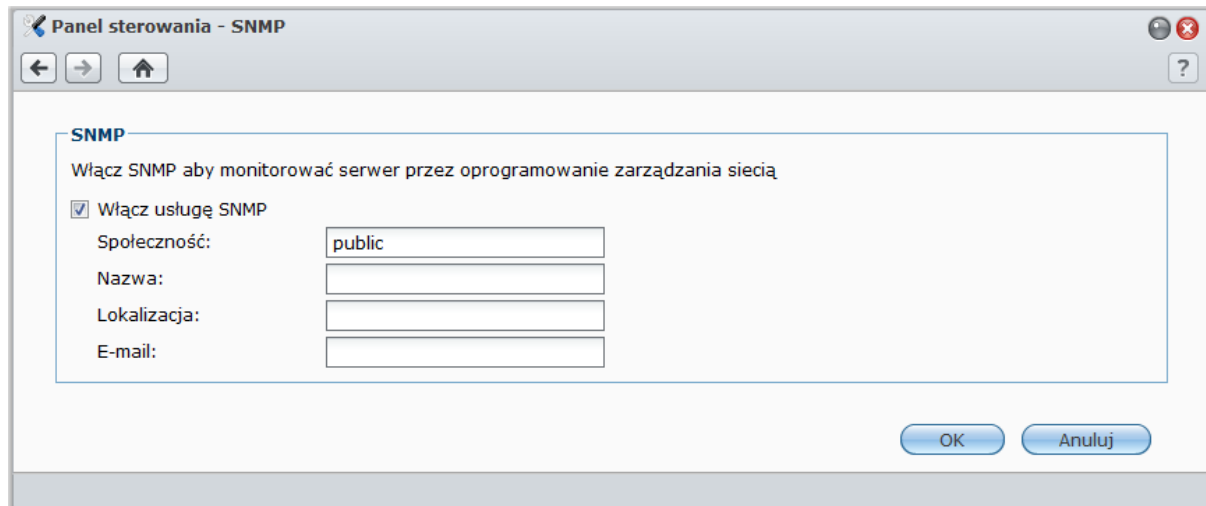 Panel sterowania - SNMP
?
SNMP
Włącz SNMP aby monitorować serwer przez oprogramowanie zarządzania siecią
Włącz usługę SNMP
Społeczność: public
Nazwa:
Lokalizacja:
E-mail:
OK Anuluj